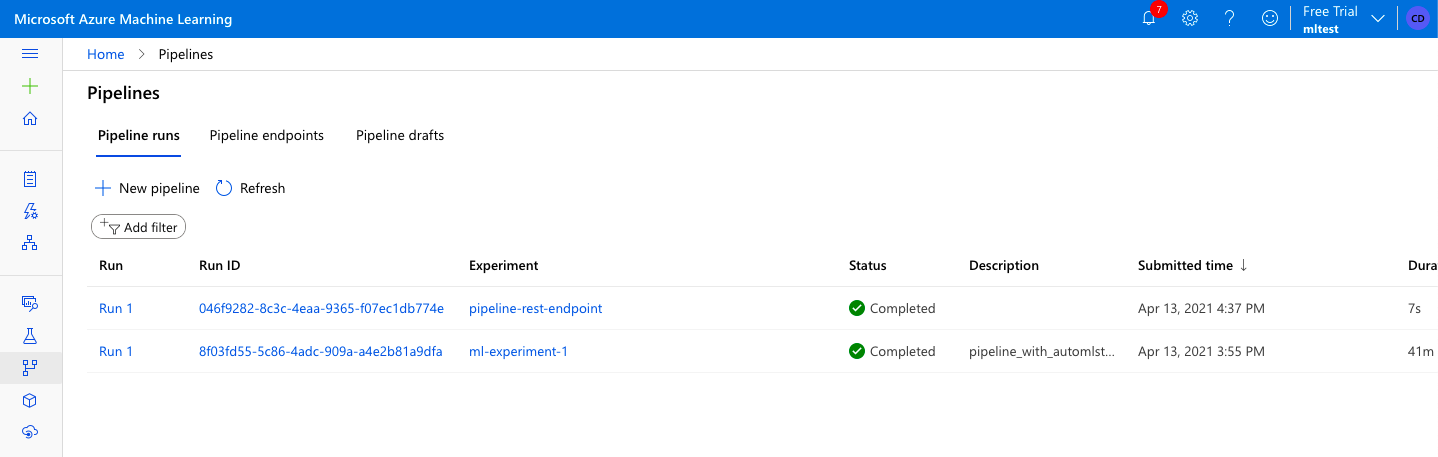 Microsoft Azure Machine Learning
7
Free Trial
mltest
CD
Home > Pipelines
Pipelines
Pipeline runs Pipeline endpoints Pipeline drafts
New pipeline Refresh
Add filter
Run Run ID Experiment Status Description Submitted time ↓ Dura
Run 1 046f9282-8c3c-4eaa-9365-f07ec1db774e pipeline-rest-endpoint Completed Apr 13, 2021 4:37 PM 7s
Run 1 8f03fd55-5c86-4adc-909a-a4e2b81a9dfa ml-experiment-1 Completed pipeline_with_automlst... Apr 13, 2021 3:55 PM 41m